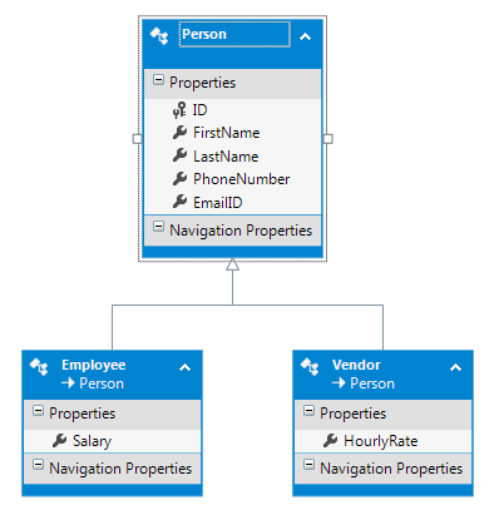 Person
Properties
ID
FirstName
LastName
PhoneNumber
EmailID
Navigation Properties
Employee
→ Person
Properties
Salary
Navigation Properties
Vendor
→ Person
Properties
HourlyRate
Navigation Properties